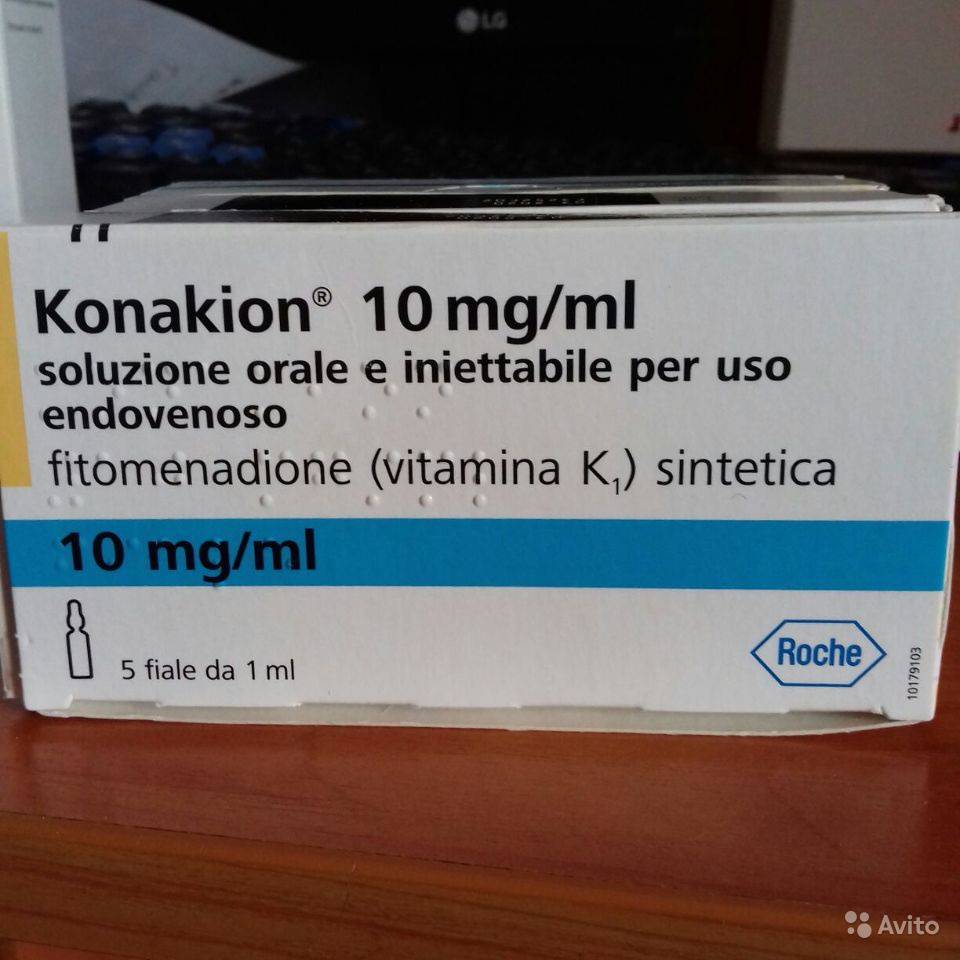 LG
Konakion® 10 mg/ml
soluzione orale e iniettabile per uso
endovenoso
fitomenadione (vitamina K₁) sintetica
10 mg/ml
5 fiale da 1 ml
Roche
10179103
Avito